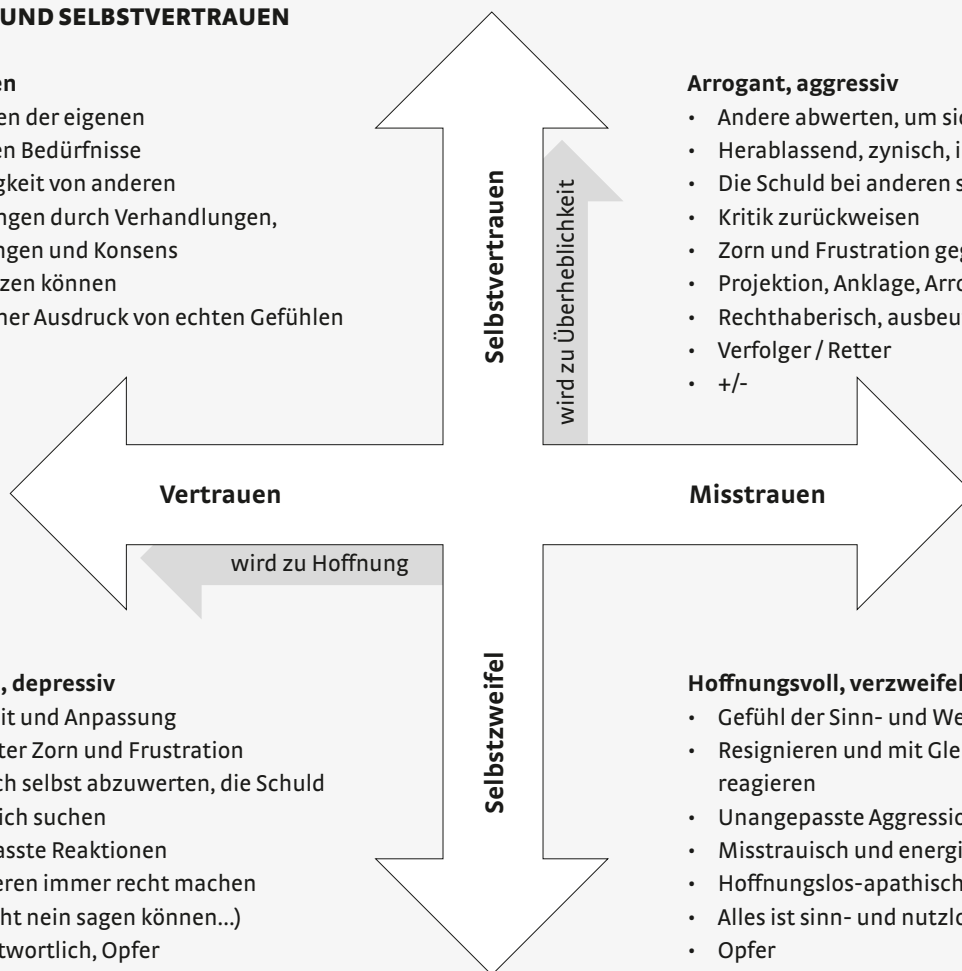 UND SELBSTVERTRAUEN
en
en der eigenen
en Bedürfnisse
gkeit von anderen
ngen durch Verhandlungen,
ngen und Konsens
zen können
her Ausdruck von echten Gefühlen
Selbstvertrauen
wird zu Überheblichkeit
Arrogant, aggressiv
• Andere abwerten, um sic
• Herablassend, zynisch, i
• Die Schuld bei anderen s
• Kritik zurückweisen
• Zorn und Frustration geg
• Projektion, Anklage, Arro
• Rechthaberisch, ausbeu
• Verfolger / Retter
• +/-
Vertrauen
Misstrauen
wird zu Hoffnung
, depressiv
it und Anpassung
ter Zorn und Frustration
ch selbst abzuwerten, die Schuld
ich suchen
asste Reaktionen
eren immer recht machen
ht nein sagen können...)
twortlich, Opfer
Selbstzweifel
Hoffnungsvoll, verzweifel
• Gefühl der Sinn- und We
• Resignieren und mit Gle
reagieren
• Unangepasste Aggressio
• Misstrauisch und energi
• Hoffnungslos-apathisch
• Alles ist sinn- und nutzlo
• Opfer